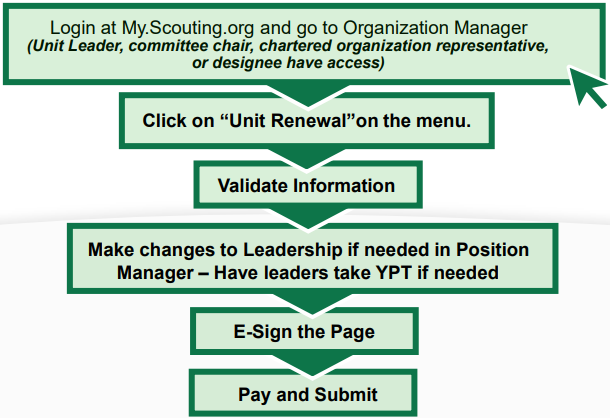 Login at My.Scouting.org and go to Organization Manager
(Unit Leader, committee chair, chartered organization representative,
or designee have access)
Click on “Unit Renewal”on the menu.
Validate Information
Make changes to Leadership if needed in Position
Manager – Have leaders take YPT if needed
E-Sign the Page
Pay and Submit